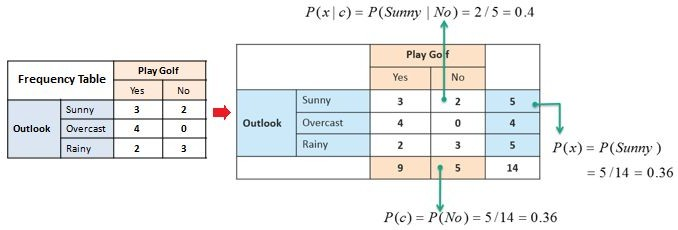 P(x | c) = P(Sunny | No) = 2 / 5 = 0.4
Frequency Table Play Golf
Yes No
Outlook Sunny 3 2
Overcast 4 0
Rainy 2 3
Play Golf
Yes No
Outlook Sunny 3 2 5
Overcast 4 0 4
Rainy 2 3 5
9 5 14
P(x) = P(Sunny )
= 5 / 14 = 0.36
P(c) = P(No) = 5 / 14 = 0.36